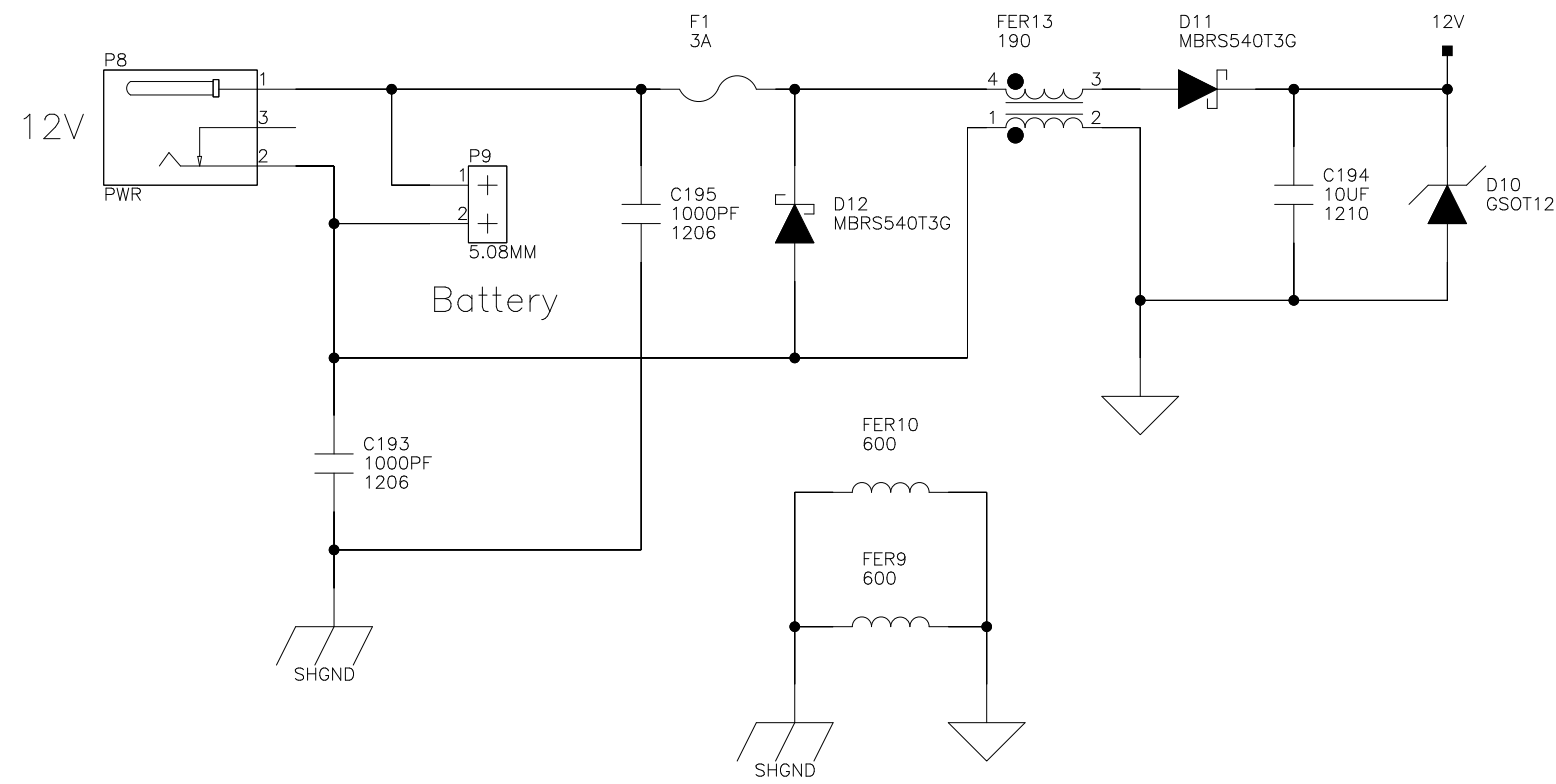 F1
3A
FER13
190
D11
MBRS540T3G
12V
P8
1
3
2
12V
PWR
4
3
1
2
P9
1
2
5.08MM
Battery
C195
1000PF
1206
D12
MBRS540T3G
C194
10UF
1210
D10
GSOT12
C193
1000PF
1206
FER10
600
FER9
600
SHGND
SHGND